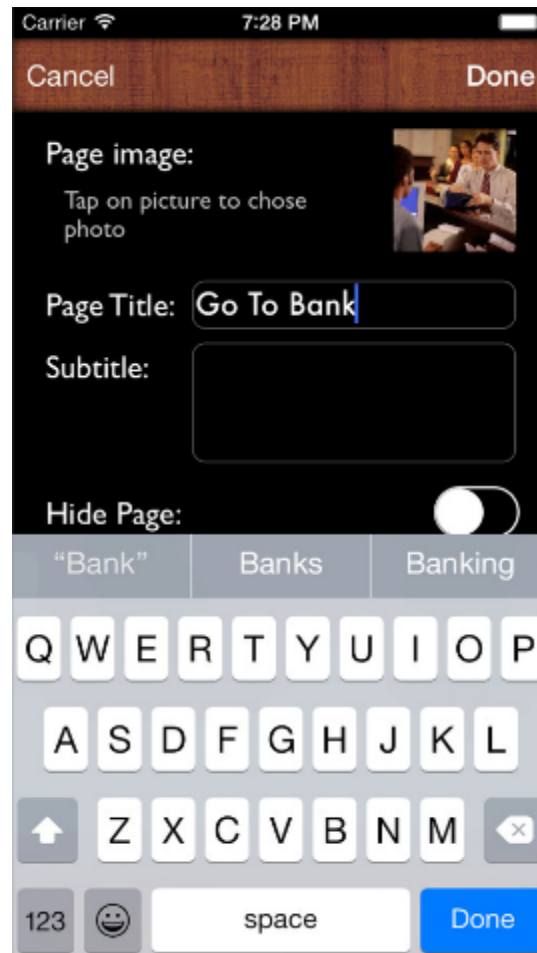 Carrier 7:28 PM
Cancel Done
Page image:
Tap on picture to chose
photo
Page Title: Go To Bank
Subtitle:
Hide Page:
“Bank” Banks Banking
Q W E R T Y U I O P
A S D F G H J K L
Z X C V B N M
123 space Done